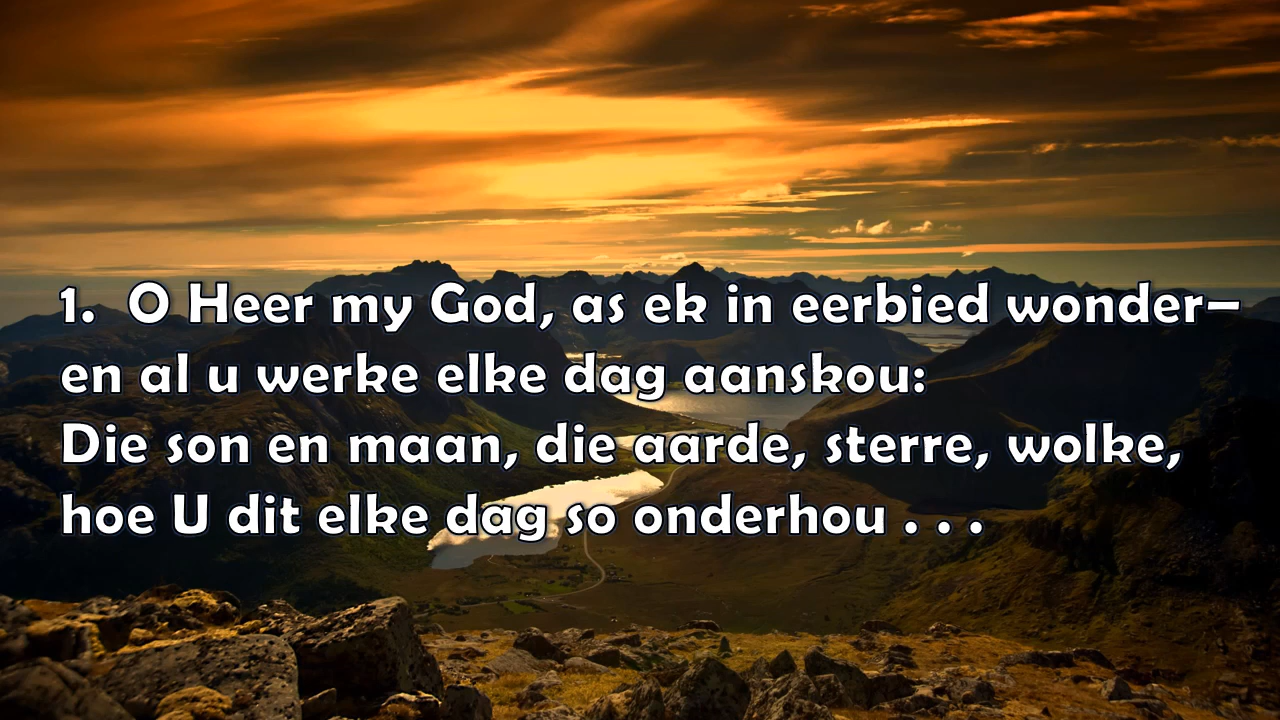 1. O Heer my God, as ek in eerbied wonder–
en al u werke elke dag aanskou:
Die son en maan, die aarde, sterre, wolke,
hoe U dit elke dag so onderhou . . .